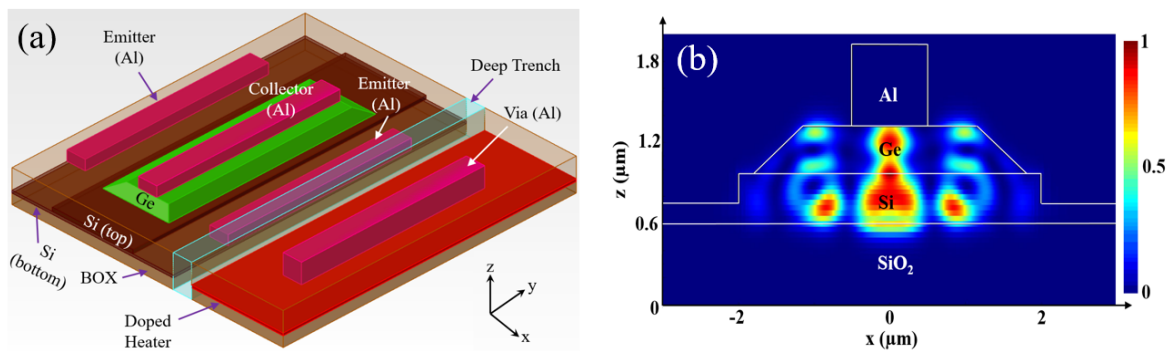 (a)
Emitter
(Al)
Collector
(Al)
Emitter
(Al)
Deep Trench
Via (Al)
Ge
Si (top)
Si
(bottom)
BOX
Doped
Heater
z
y
x
(b)
1.8
1.2
0.6
0
z (μm)
Al
Ge
Si
SiO2
-2
0
2
x (μm)
1
0.5
0